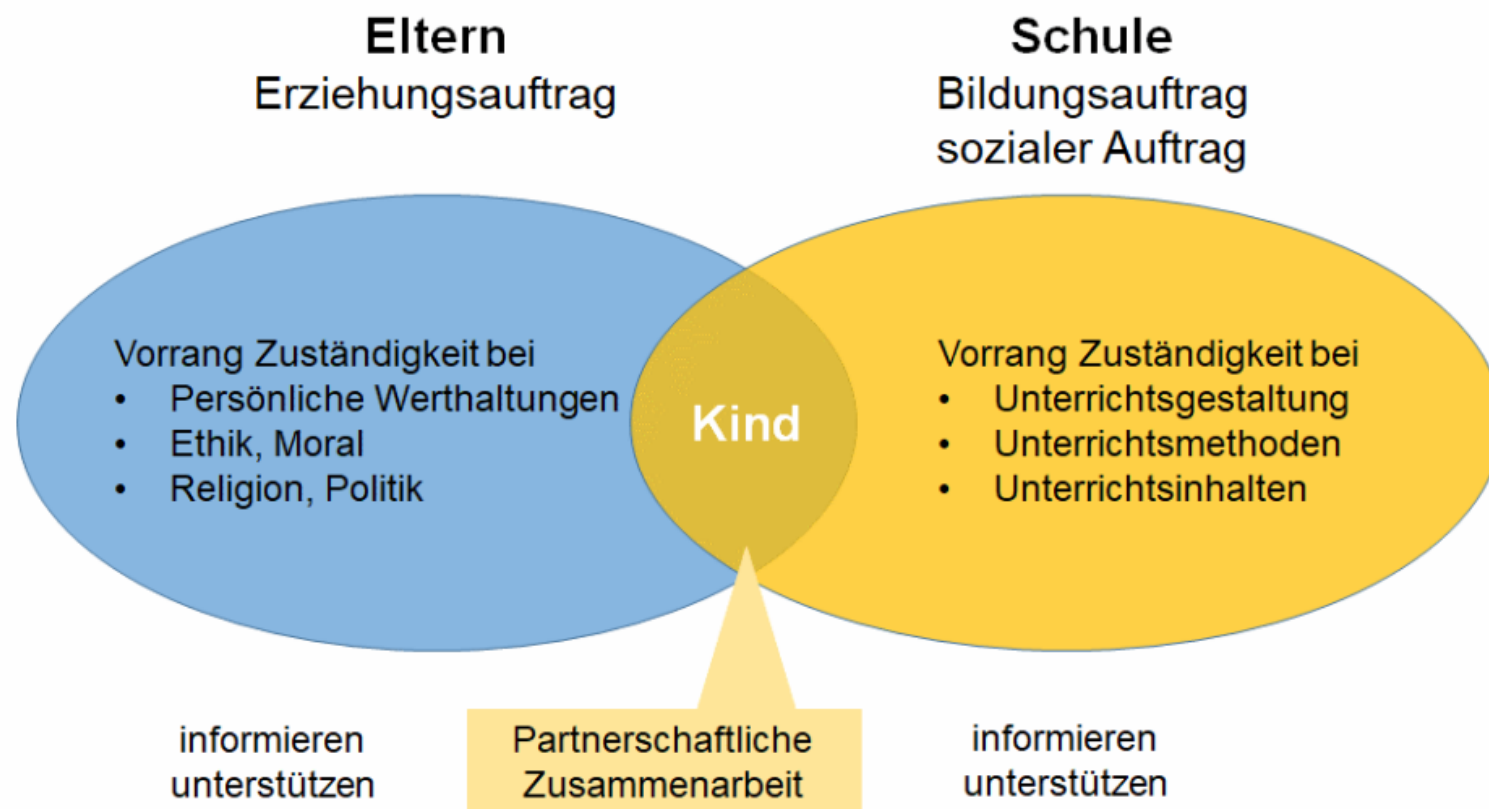 Eltern
Erziehungsauftrag
Schule
Bildungsauftrag
sozialer Auftrag
Vorrang Zuständigkeit bei
• Persönliche Werthaltungen
• Ethik, Moral
• Religion, Politik
Kind
Vorrang Zuständigkeit bei
• Unterrichtsgestaltung
• Unterrichtsmethoden
• Unterrichtsinhalten
informieren
unterstützen
Partnerschaftliche
Zusammenarbeit
informieren
unterstützen